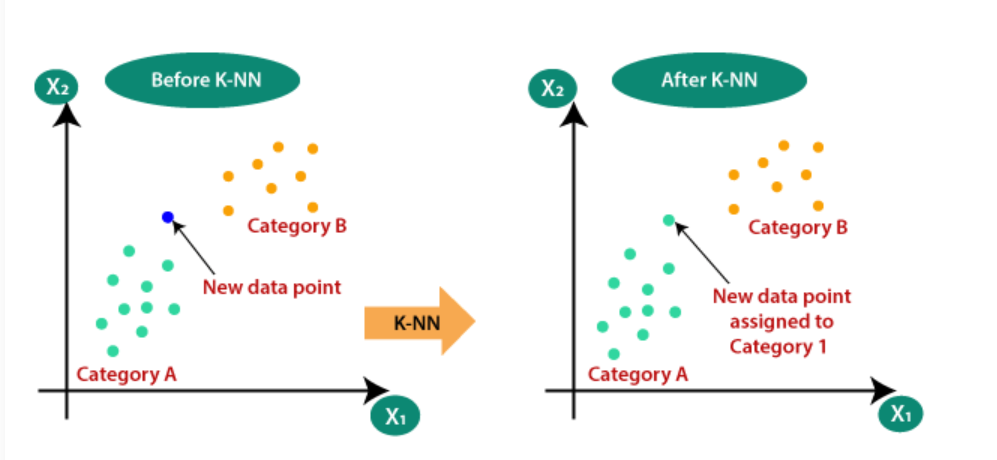 X₂
Before K-NN
Category B
New data point
Category A
X₁
K-NN
X₂
After K-NN
Category B
New data point
assigned to
Category 1
Category A
X₁